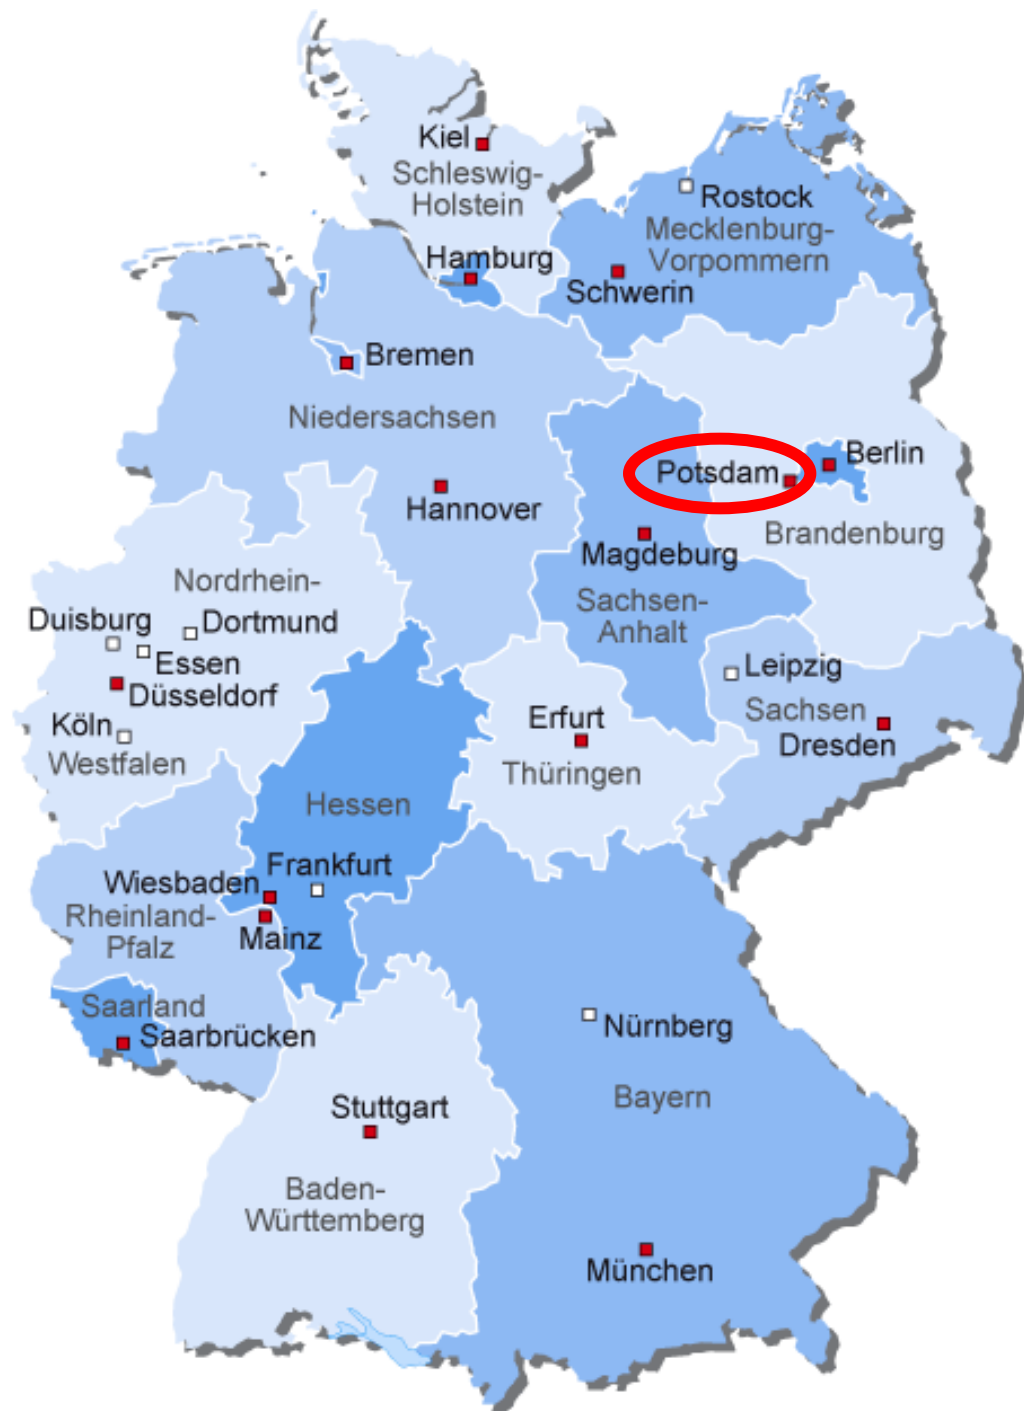 Kiel
Schleswig-
Holstein
Rostock
Mecklenburg-
Vorpommern
Hamburg
Schwerin
Bremen
Niedersachsen
Berlin
Potsdam
Hannover
Brandenburg
Magdeburg
Nordrhein-
Sachsen-
Anhalt
Duisburg
Dortmund
Essen
Düsseldorf
Leipzig
Köln
Westfalen
Erfurt
Sachsen
Dresden
Thüringen
Hessen
Frankfurt
Wiesbaden
Rheinland-
Pfalz
Mainz
Saarland
Saarbrücken
Nürnberg
Bayern
Stuttgart
Baden-
Württemberg
München